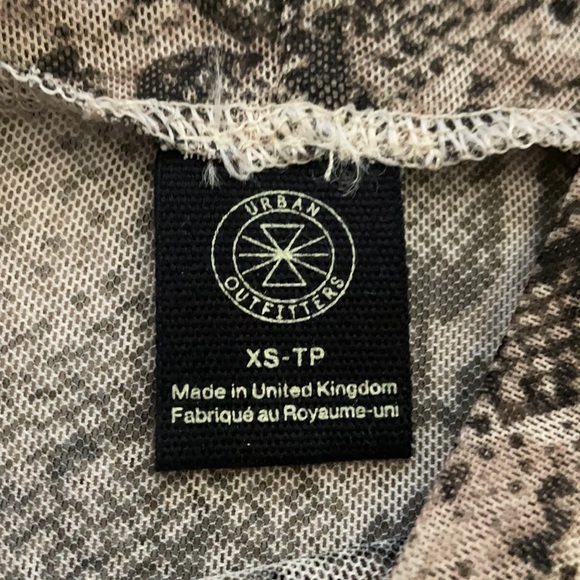 URBAN
OUTFITTERS
XS-TP
Made in United Kingdom
Fabriqué au Royaume-uni